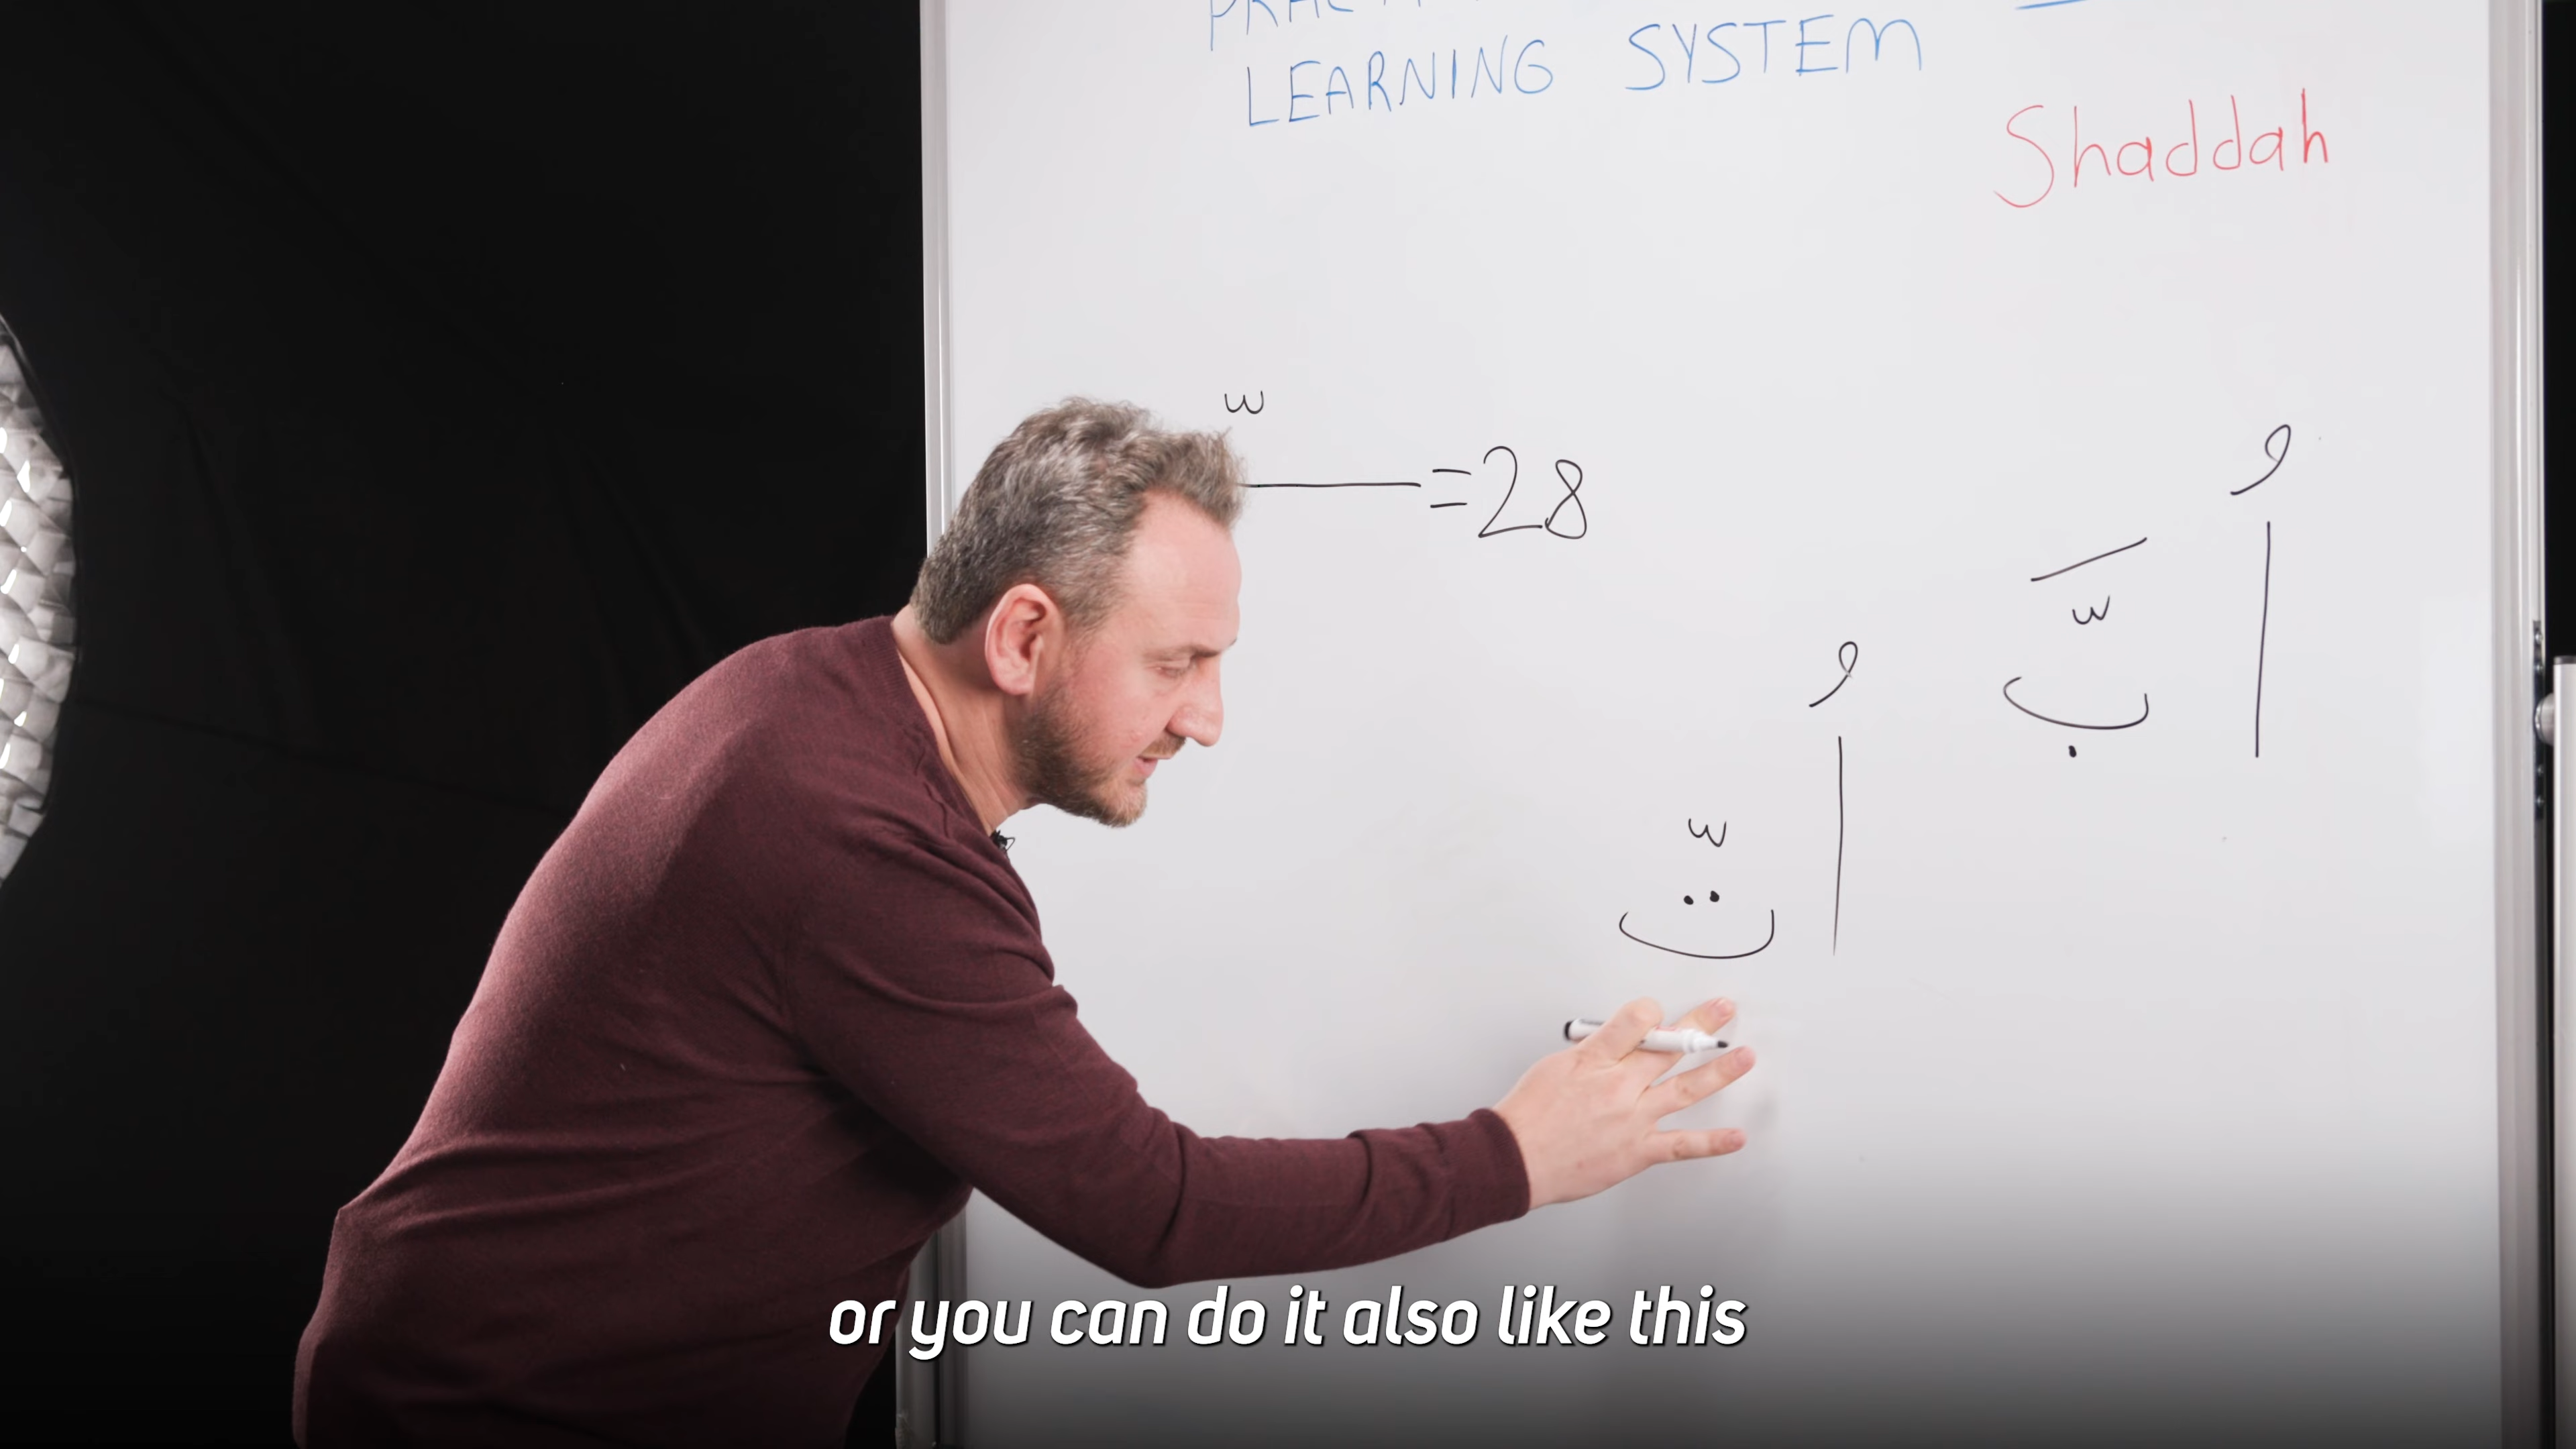 LEARNING SYSTEM
Shaddah
ّ = 28
اُ بَّ
اُ تّ
or you can do it also like this